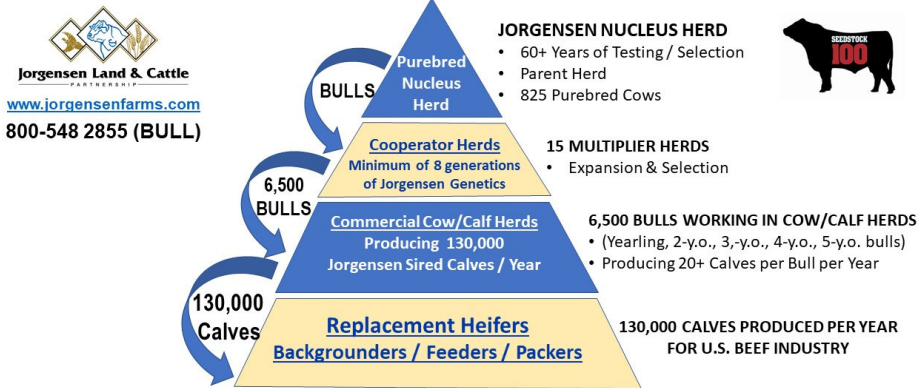 Jorgensen Land & Cattle
PARTNERSHIP
www.jorgensenfarms.com
800-548 2855 (BULL)
BULLS
Purebred
Nucleus
Herd
JORGENSEN NUCLEUS HERD
• 60+ Years of Testing / Selection
• Parent Herd
• 825 Purebred Cows
SEEDSTOCK
100
6,500
BULLS
Cooperator Herds
Minimum of 8 generations
of Jorgensen Genetics
15 MULTIPLIER HERDS
• Expansion & Selection
130,000
Calves
Commercial Cow/Calf Herds
Producing 130,000
Jorgensen Sired Calves / Year
6,500 BULLS WORKING IN COW/CALF HERDS
• (Yearling, 2-y.o., 3,-y.o., 4-y.o., 5-y.o. bulls)
• Producing 20+ Calves per Bull per Year
Replacement Heifers
Backgrounders / Feeders / Packers
130,000 CALVES PRODUCED PER YEAR
FOR U.S. BEEF INDUSTRY